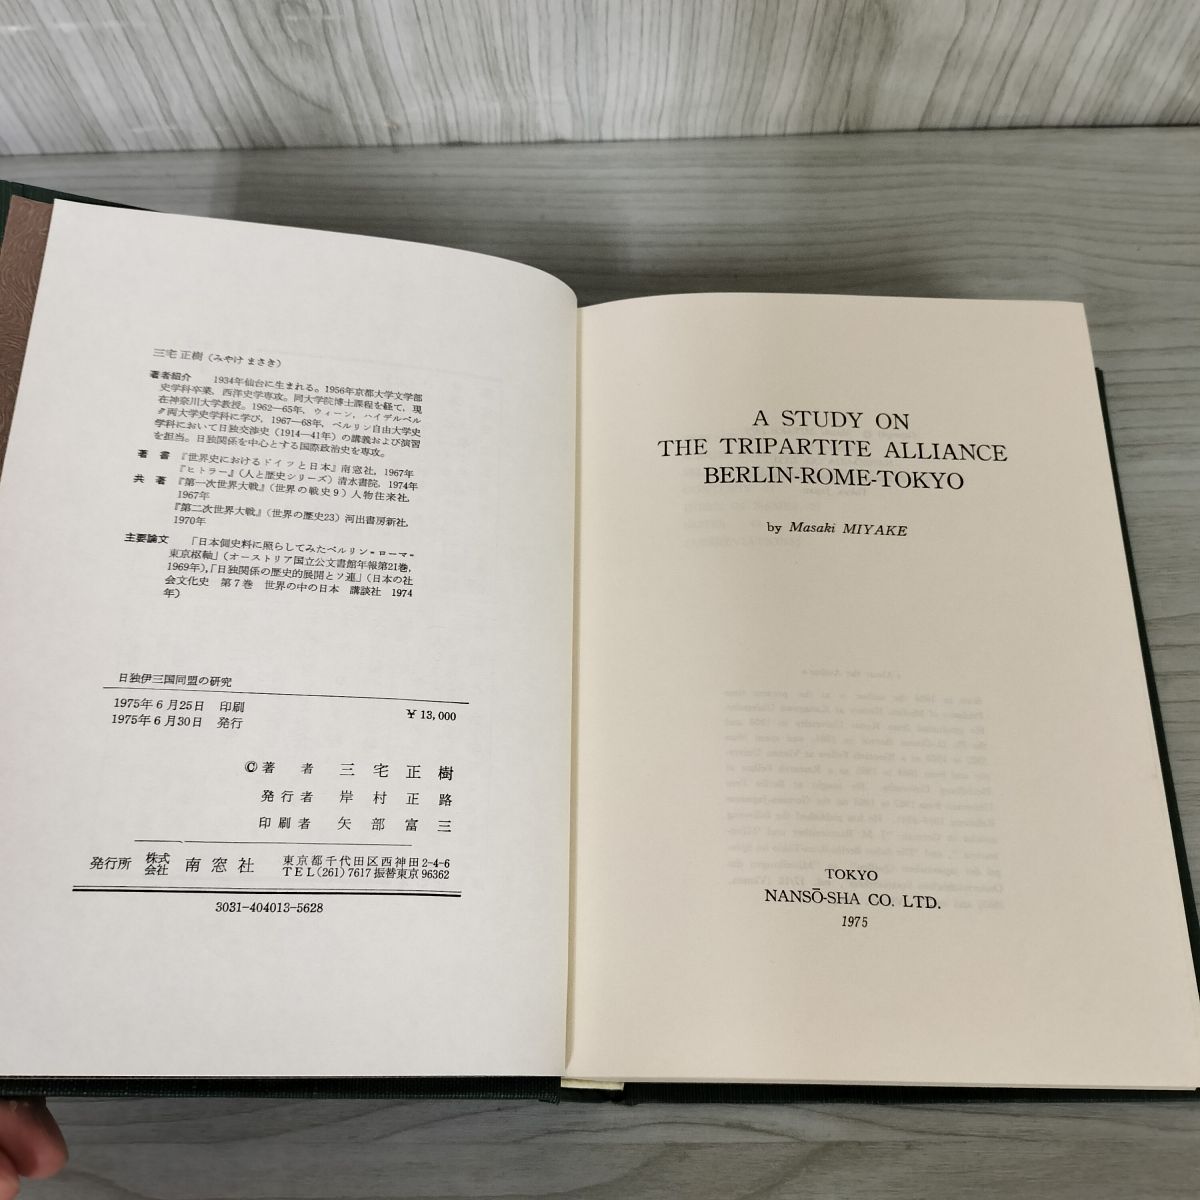 三宅 正樹（みやけ まさき）
著者紹介　1934年仙台に生まれる。1956年京都大学文学部
史学科卒業，西洋史学専攻。同大学院博士課程を経て，現
在神奈川大学教授。1962—65年，ウィーン，ハイデルベル
ク両大学史学科に学び，1967—68年，ベルリン自由大学史
学科において日独交渉史（1914—41年）の講義および演習
を担当。日独関係を中心とする国際政治史を専攻。
著　書　『世界史におけるドイツと日本』南窓社，1967年
『ヒトラー』（人と歴史シリーズ）清水書院，1974年
共　著　『第一次世界大戦』（世界の戦史9）人物往来社，
1967年
『第二次世界大戦』（世界の歴史23）河出書房新社，
1970年
主要論文　「日本側史料に照らしてみたベルリン＝ローマ＝
東京枢軸」（オーストリア国立公文書館年報第21巻，
1969年），「日独関係の歴史的展開とソ連」（日本の社
会文化史　第7巻　世界の中の日本　講談社　1974
年）
日独伊三国同盟の研究
1975年6月25日　印刷
1975年6月30日　発行
￥13,000
©著　者　三　宅　正　樹
発行者　岸　村　正　路
印刷者　矢　部　富　三
発行所　株式会社　南　窓　社　東京都千代田区西神田2-4-6
TEL(261)7617 振替東京96362
3031-404013-5628
A STUDY ON
THE TRIPARTITE ALLIANCE
BERLIN-ROME-TOKYO
by Masaki MIYAKE
TOKYO
NANSŌ-SHA CO. LTD.
1975